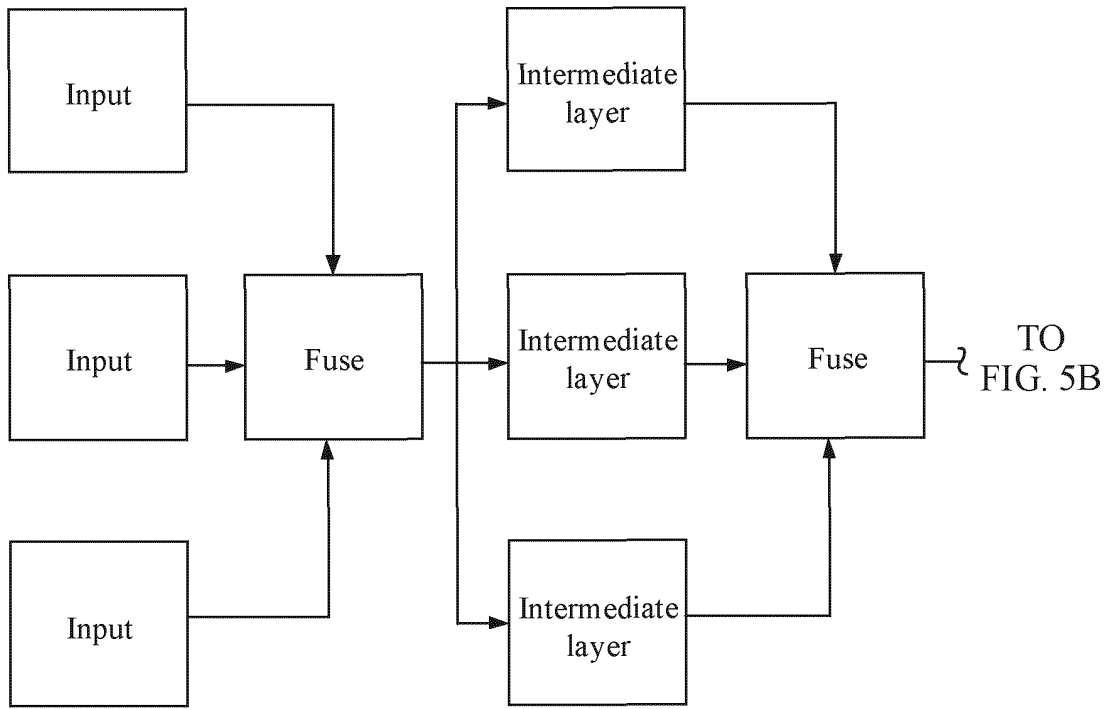 Input
Intermediate
layer
Input
Fuse
Intermediate
layer
Fuse
TO
FIG. 5B
Input
Intermediate
layer